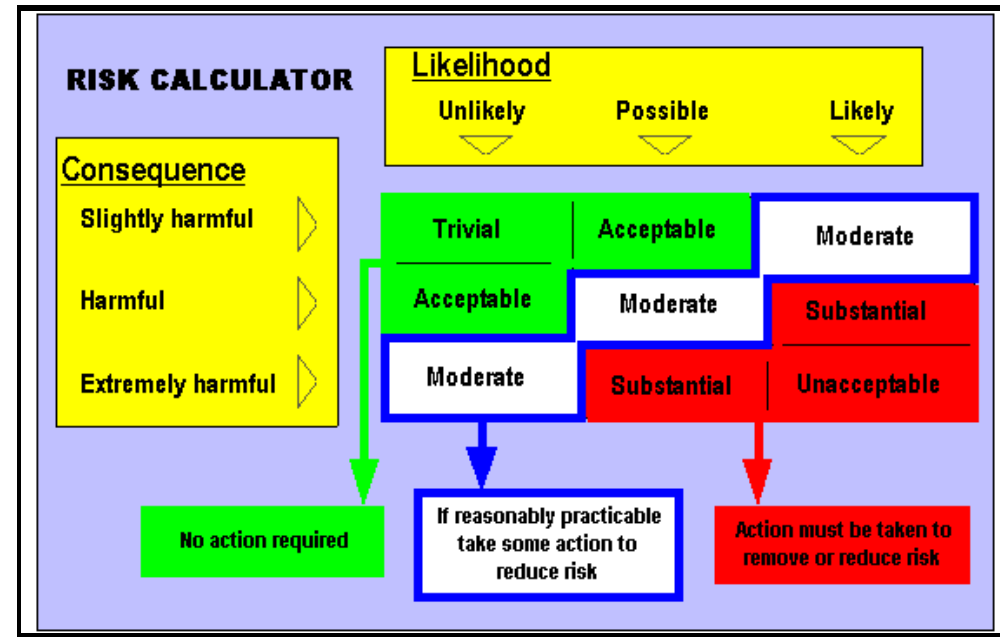 RISK CALCULATOR
Likelihood
Unlikely Possible Likely
Consequence
Slightly harmful
Harmful
Extremely harmful
Trivial Acceptable Moderate
Acceptable Moderate Substantial
Moderate Substantial Unacceptable
No action required
If reasonably practicable
take some action to
reduce risk
Action must be taken to
remove or reduce risk